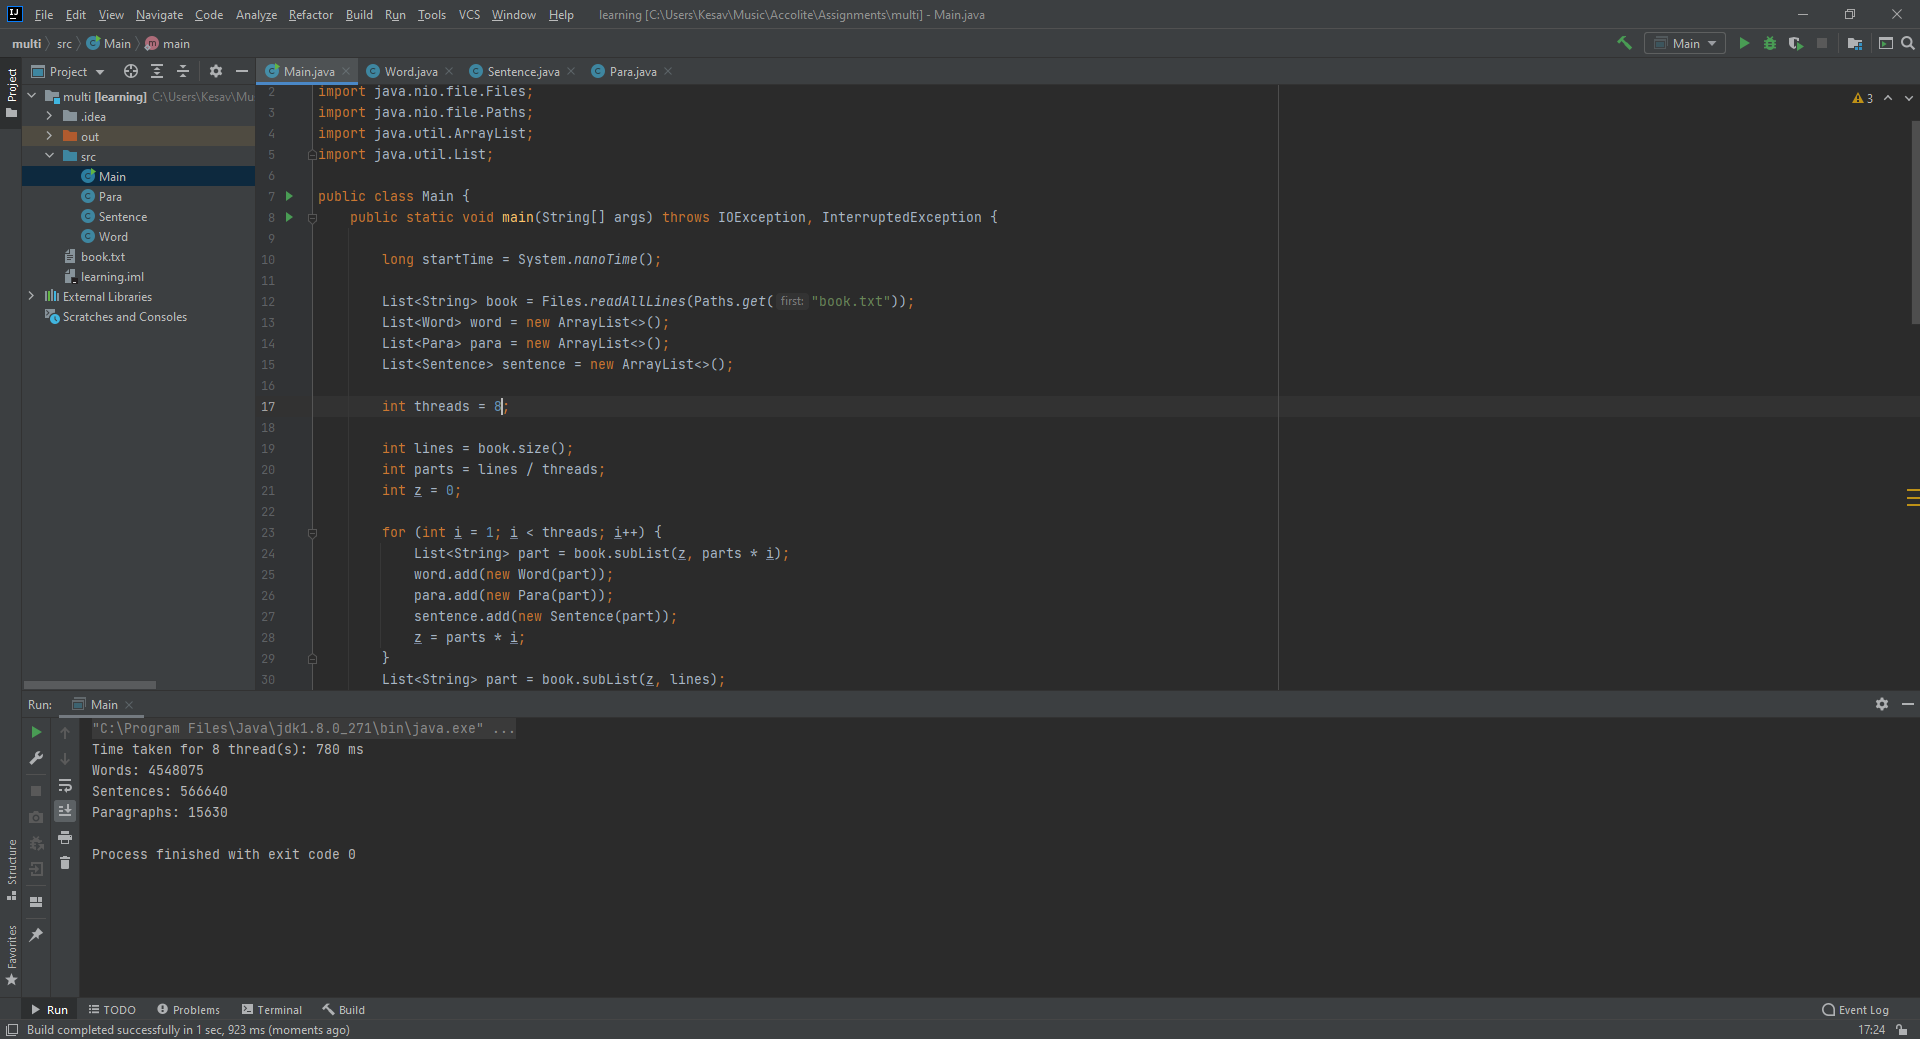 File Edit View Navigate Code Analyze Refactor Build Run Tools VCS Window Help learning [C:\Users\Kesav\Music\Accolite\Assignments\multi] - Main.java
multi src Main main Main
Project Main.java Word.java Sentence.java Para.java
Project
multi [learning] C:\Users\Kesav\Mu
.idea
out
src
Main
Para
Sentence
Word
book.txt
learning.iml
External Libraries
Scratches and Consoles
3
2 import java.nio.file.Files;
3 import java.nio.file.Paths;
4 import java.util.ArrayList;
5 import java.util.List;
6
7 public class Main {
8 public static void main(String[] args) throws IOException, InterruptedException {
9
10 long startTime = System.nanoTime();
11
12 List<String> book = Files.readAllLines(Paths.get( first: "book.txt"));
13 List<Word> word = new ArrayList<>();
14 List<Para> para = new ArrayList<>();
15 List<Sentence> sentence = new ArrayList<>();
16
17 int threads = 8;
18
19 int lines = book.size();
20 int parts = lines / threads;
21 int z = 0;
22
23 for (int i = 1; i < threads; i++) {
24 List<String> part = book.subList(z, parts * i);
25 word.add(new Word(part));
26 para.add(new Para(part));
27 sentence.add(new Sentence(part));
28 z = parts * i;
29 }
30 List<String> part = book.subList(z, lines);
Run: Main
"C:\Program Files\Java\jdk1.8.0_271\bin\java.exe" ...
Time taken for 8 thread(s): 780 ms
Words: 4548075
Sentences: 566640
Paragraphs: 15630
Process finished with exit code 0
Structure
Favorites
Run TODO Problems Terminal Build Event Log
Build completed successfully in 1 sec, 923 ms (moments ago) 17:24